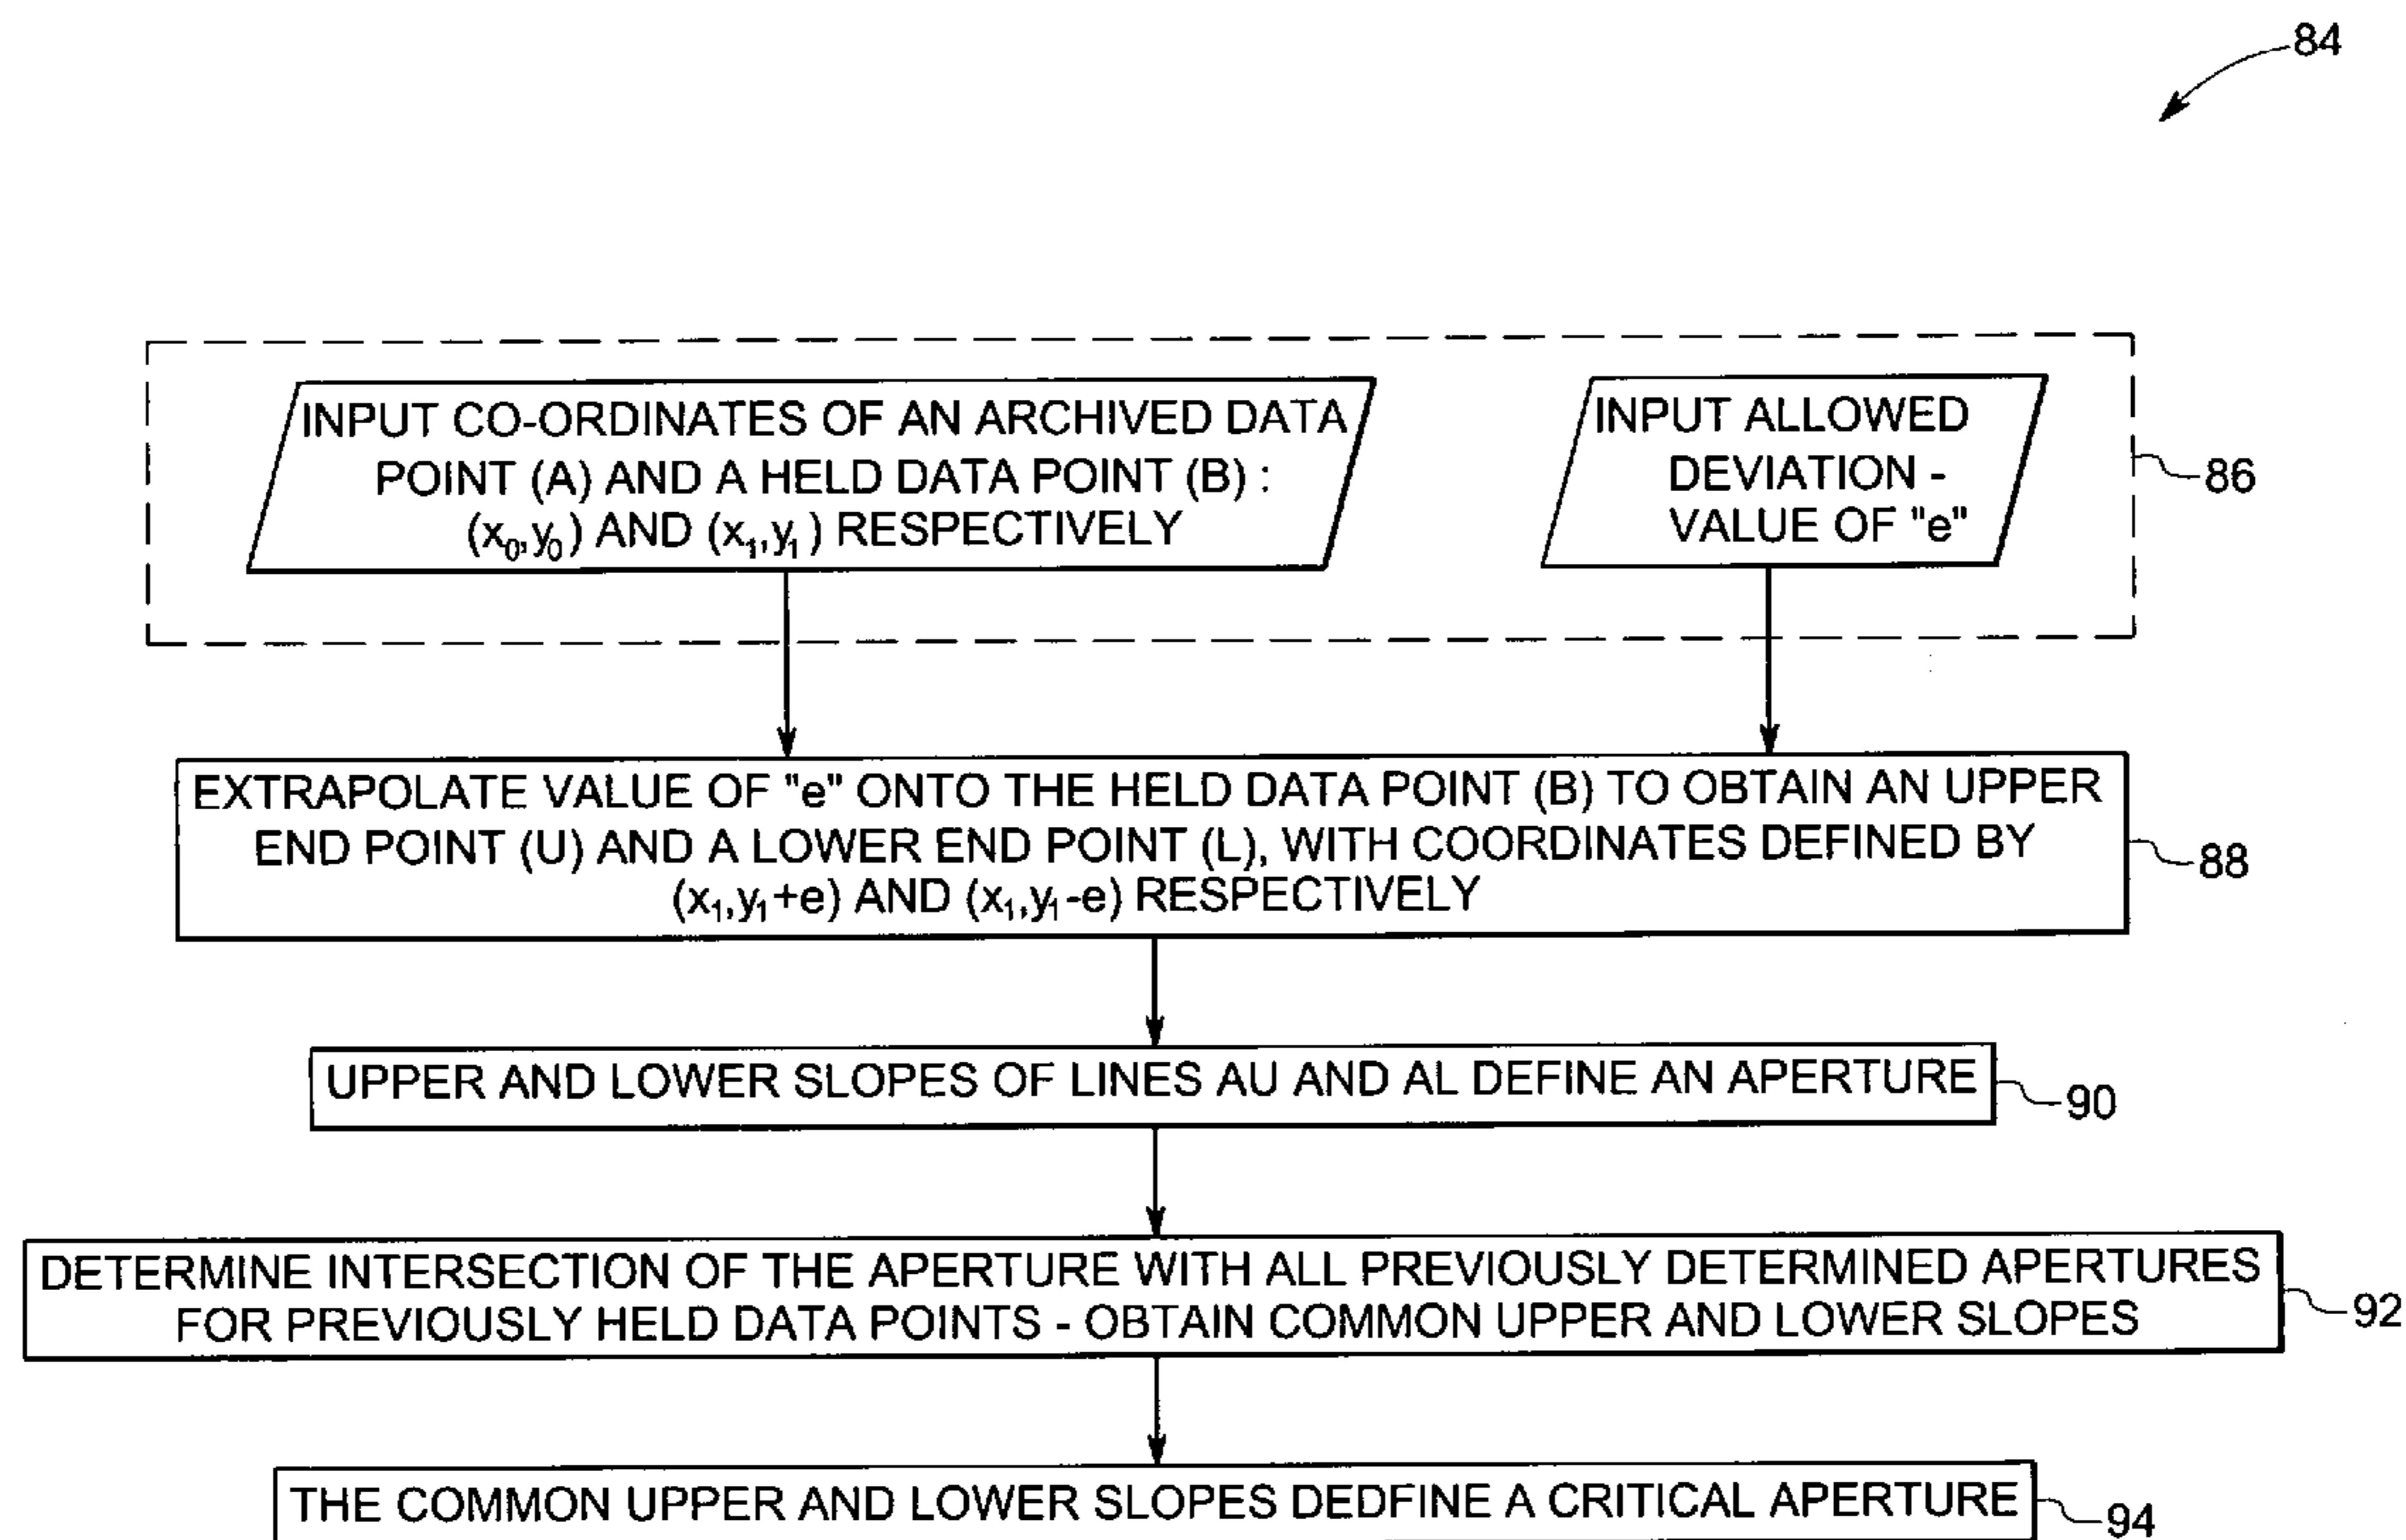 84
INPUT CO-ORDINATES OF AN ARCHIVED DATA
POINT (A) AND A HELD DATA POINT (B) :
(x₀,y₀) AND (x₁,y₁) RESPECTIVELY
INPUT ALLOWED
DEVIATION -
VALUE OF "e"
86
EXTRAPOLATE VALUE OF "e" ONTO THE HELD DATA POINT (B) TO OBTAIN AN UPPER
END POINT (U) AND A LOWER END POINT (L), WITH COORDINATES DEFINED BY
(x₁,y₁+e) AND (x₁,y₁-e) RESPECTIVELY
88
UPPER AND LOWER SLOPES OF LINES AU AND AL DEFINE AN APERTURE
90
DETERMINE INTERSECTION OF THE APERTURE WITH ALL PREVIOUSLY DETERMINED APERTURES
FOR PREVIOUSLY HELD DATA POINTS - OBTAIN COMMON UPPER AND LOWER SLOPES
92
THE COMMON UPPER AND LOWER SLOPES DEDFINE A CRITICAL APERTURE
94